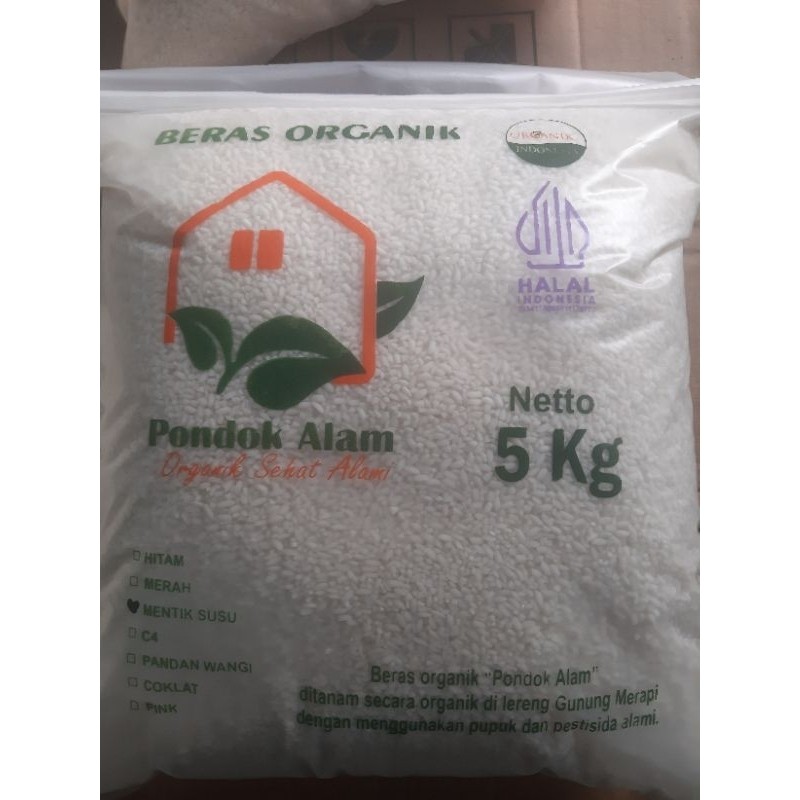 BERAS ORGANIK
ORGANIK
INDONESIA
HALAL
INDONESIA
Pondok Alam
Organik Sehat Alami
Netto
5 Kg
HITAM
MERAH
MENTIK SUSU
C4
PANDAN WANGI
COKLAT
PINK
Beras organik "Pondok Alam"
ditanam secara organik di lereng Gunung Merapi
dengan menggunakan pupuk dan pestisida alami.